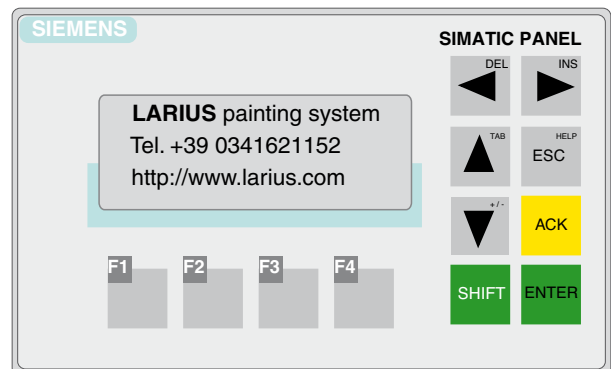 SIEMENS
SIMATIC PANEL
DEL
INS
LARIUS painting system
Tel. +39 0341621152
http://www.larius.com
TAB
HELP
ESC
+/-
ACK
F1 F2 F3 F4
SHIFT
ENTER